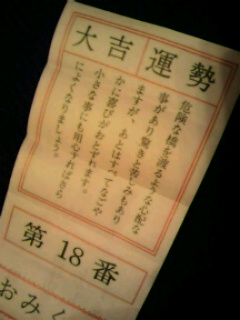 大吉 運勢
危険な橋を渡るような心配な
事があり驚きと苦しみもあり
ますが、あとはすべてなごや
かに喜びがおとずれます。
小さな事にも用心すればさら
によくなりましょう。
第18番
おみく